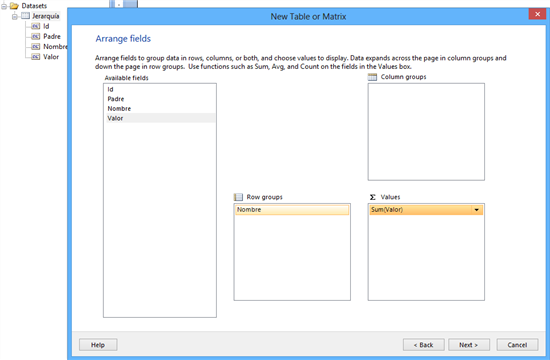 Datasets
Jerarquía
Id
Padre
Nombre
Valor
New Table or Matrix
Arrange fields
Arrange fields to group data in rows, columns, or both, and choose values to display. Data expands across the page in column groups and
down the page in row groups. Use functions such as Sum, Avg, and Count on the fields in the Values box.
Available fields
Id
Padre
Nombre
Valor
Column groups
Row groups
Nombre
Σ Values
Sum(Valor)
Help
< Back
Next >
Cancel